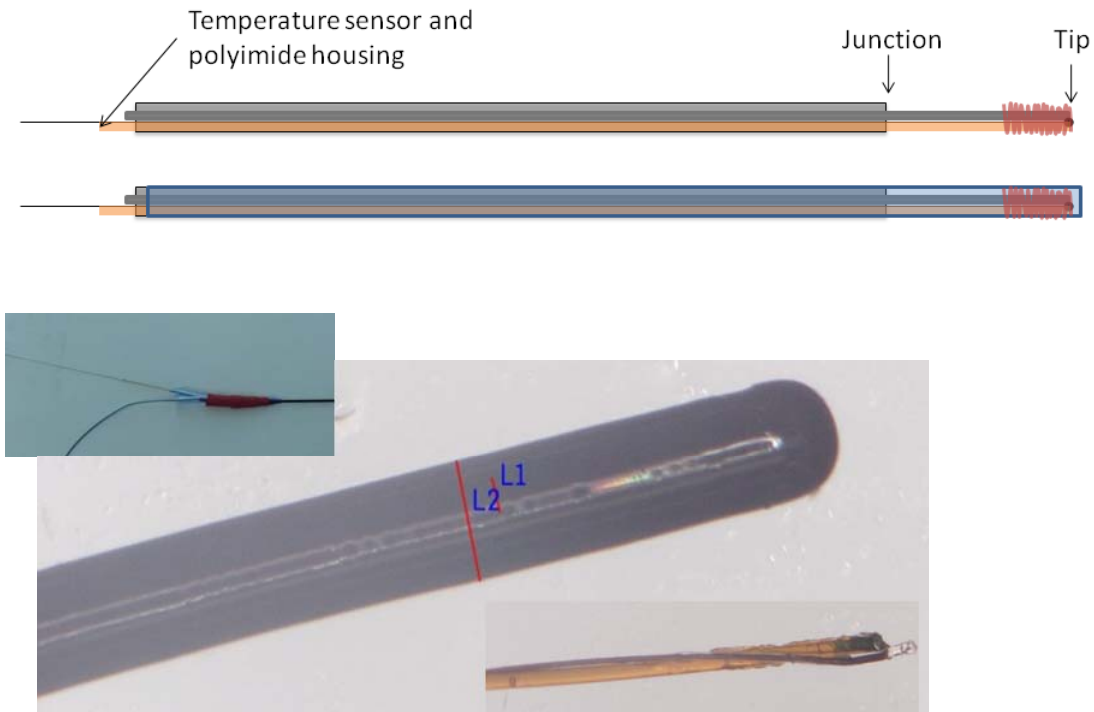 Temperature sensor and
polyimide housing
Junction
Tip
L1
L2